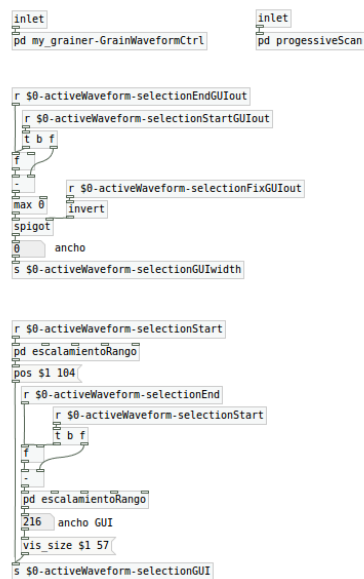 inlet
inlet
pd my_grainer-GrainWaveformCtrl
pd progessiveScan
r $0-activeWaveform-selectionEndGUIout
r $0-activeWaveform-selectionStartGUIout
t b f
f
-
r $0-activeWaveform-selectionFixGUIout
max 0
invert
spigot
0
ancho
s $0-activeWaveform-selectionGUIwidth
r $0-activeWaveform-selectionStart
pd escalamientoRango
pos $1 104
r $0-activeWaveform-selectionEnd
r $0-activeWaveform-selectionStart
t b f
f
-
pd escalamientoRango
216
ancho GUI
vis_size $1 57
s $0-activeWaveform-selectionGUI